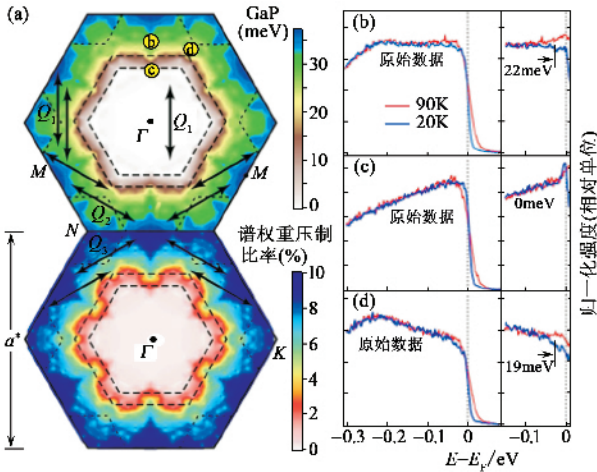 (a)
GaP
(meV)
30
20
10
0
b
d
c
Q₁
Q₁
Γ
M
M
Q₂
N
Q₃
谱权重压制
比率(%)
10
8
6
4
2
0
a*
Γ
K
(b)
原始数据
90K
20K
22meV
(c)
原始数据
0meV
(d)
原始数据
19meV
归一化强度(相对单位)
-0.3 -0.2 -0.1 0 -0.1 0
E-E_F/eV